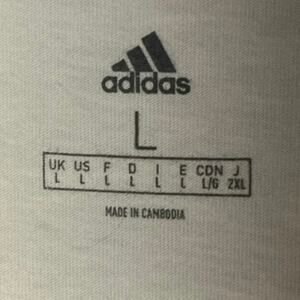 adidas
L
UK US F D I E CDN J
L L L L L L L/G 2XL
MADE IN CAMBODIA